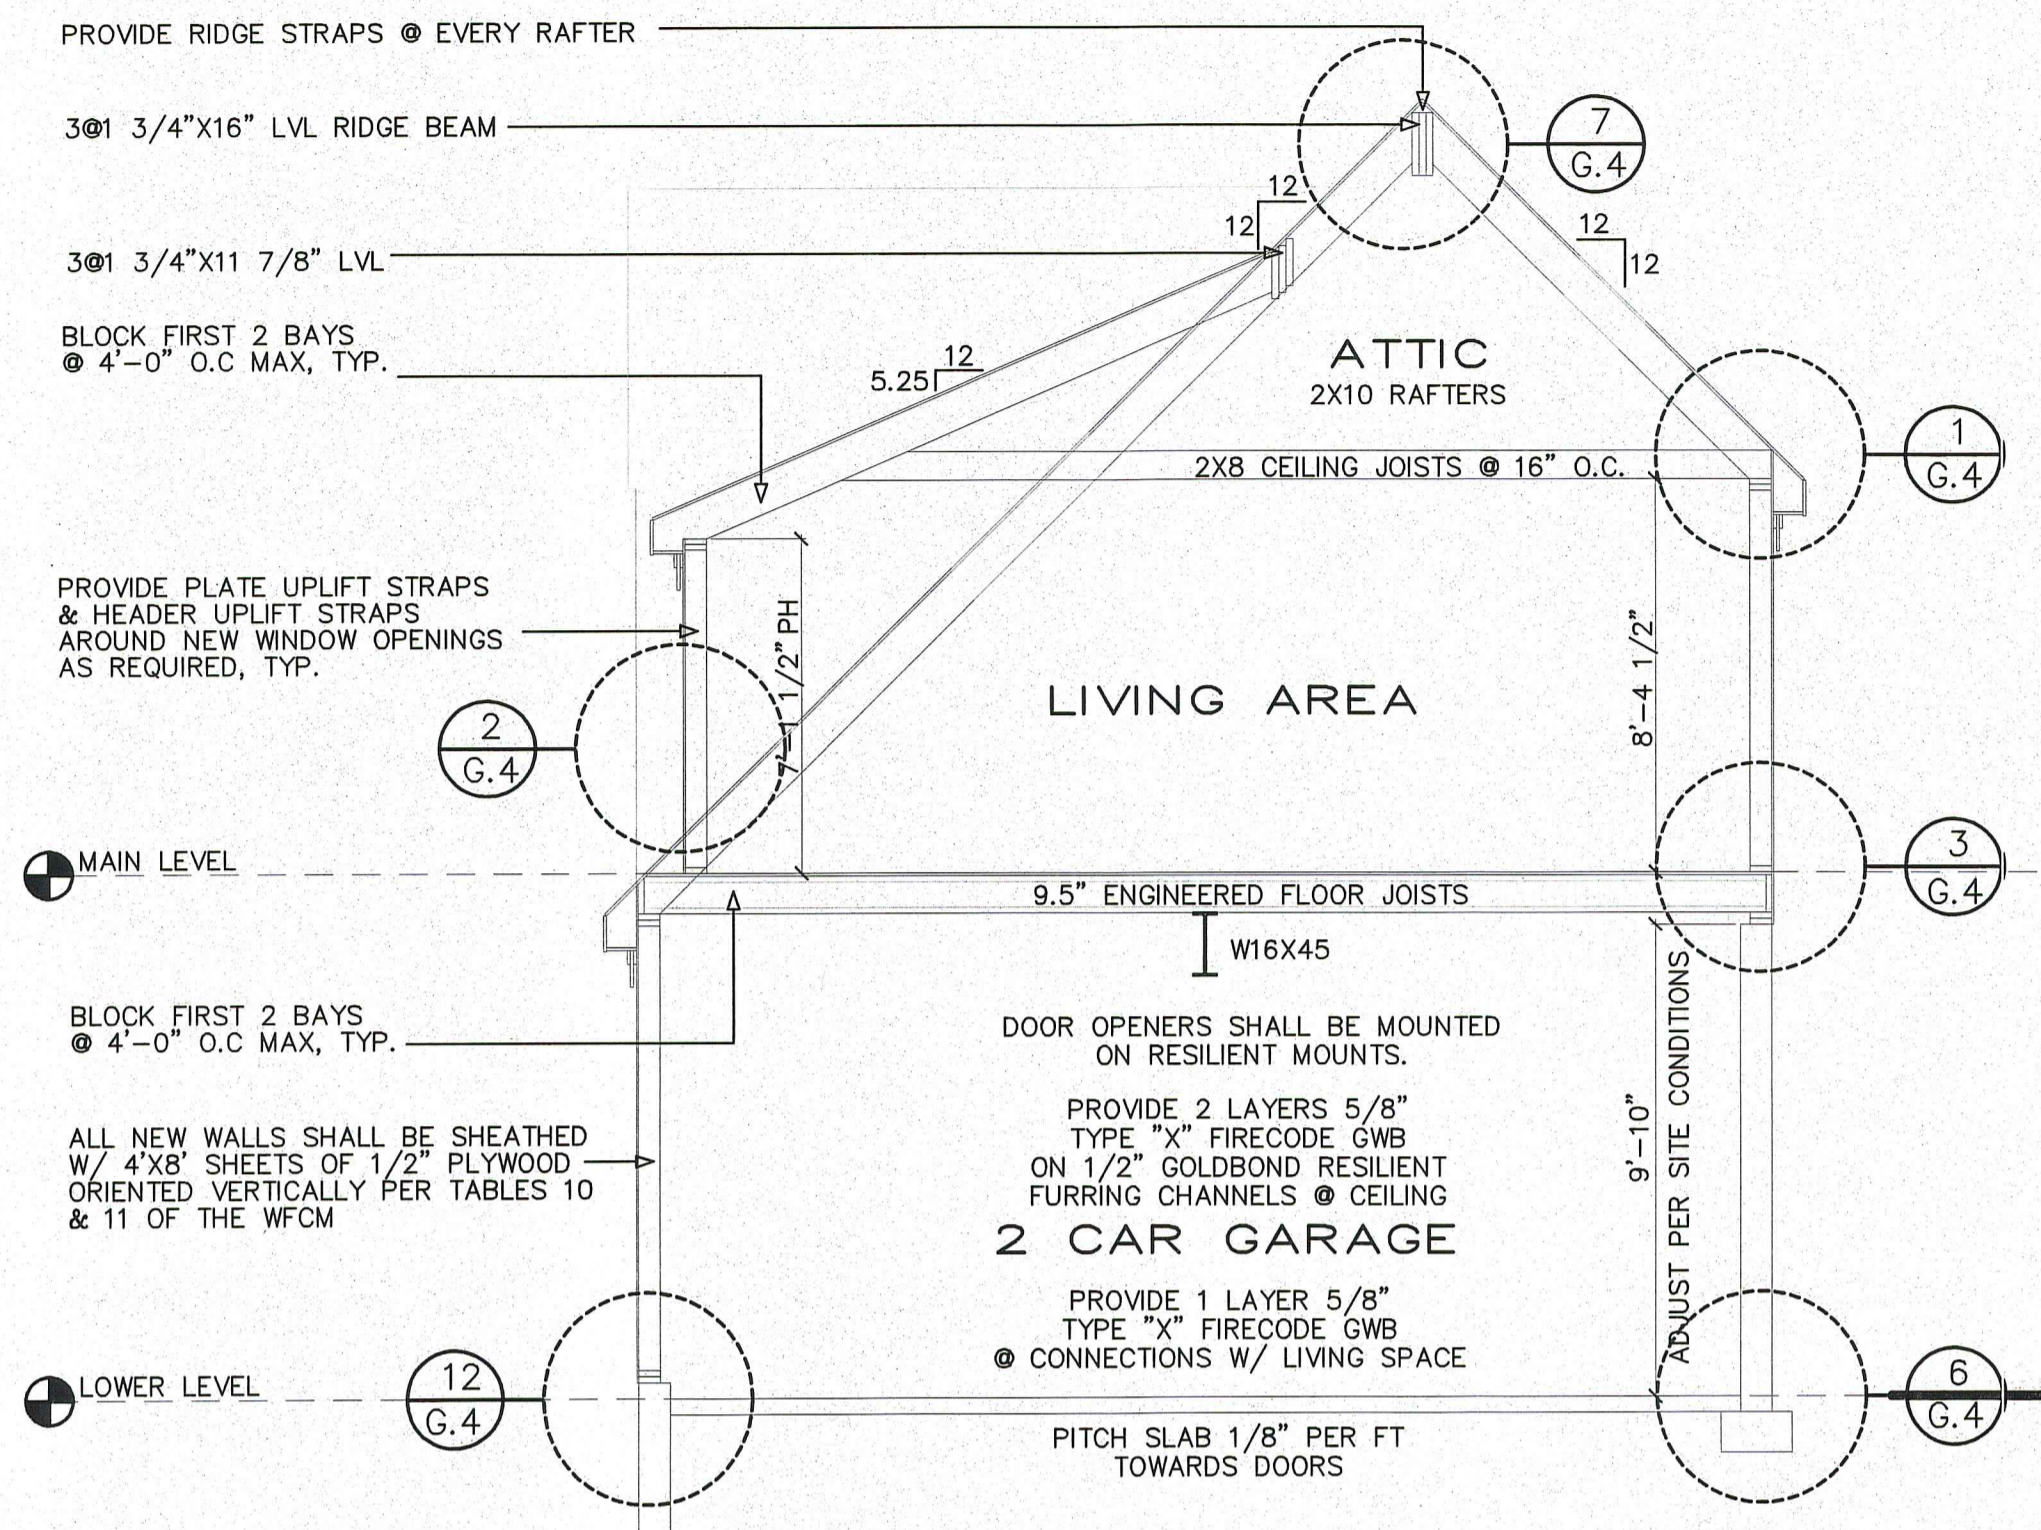 PROVIDE RIDGE STRAPS @ EVERY RAFTER
3@1 3/4"X16" LVL RIDGE BEAM
7
G.4
12
12
12
12
3@1 3/4"X11 7/8" LVL
BLOCK FIRST 2 BAYS
@ 4'-0" O.C MAX, TYP.
12
5.25
ATTIC
2X10 RAFTERS
1
G.4
2X8 CEILING JOISTS @ 16" O.C.
PROVIDE PLATE UPLIFT STRAPS
& HEADER UPLIFT STRAPS
AROUND NEW WINDOW OPENINGS
AS REQUIRED, TYP.
1/2" PH
8'-4 1/2"
LIVING AREA
2
G.4
MAIN LEVEL
3
G.4
9.5" ENGINEERED FLOOR JOISTS
W16X45
BLOCK FIRST 2 BAYS
@ 4'-0" O.C MAX, TYP.
DOOR OPENERS SHALL BE MOUNTED
ON RESILIENT MOUNTS.
PROVIDE 2 LAYERS 5/8"
TYPE "X" FIRECODE GWB
ON 1/2" GOLDBOND RESILIENT
FURRING CHANNELS @ CEILING
9'-10"
ADJUST PER SITE CONDITIONS
ALL NEW WALLS SHALL BE SHEATHED
W/ 4'X8' SHEETS OF 1/2" PLYWOOD
ORIENTED VERTICALLY PER TABLES 10
& 11 OF THE WFCM
2 CAR GARAGE
PROVIDE 1 LAYER 5/8"
TYPE "X" FIRECODE GWB
@ CONNECTIONS W/ LIVING SPACE
LOWER LEVEL
12
G.4
6
G.4
PITCH SLAB 1/8" PER FT
TOWARDS DOORS